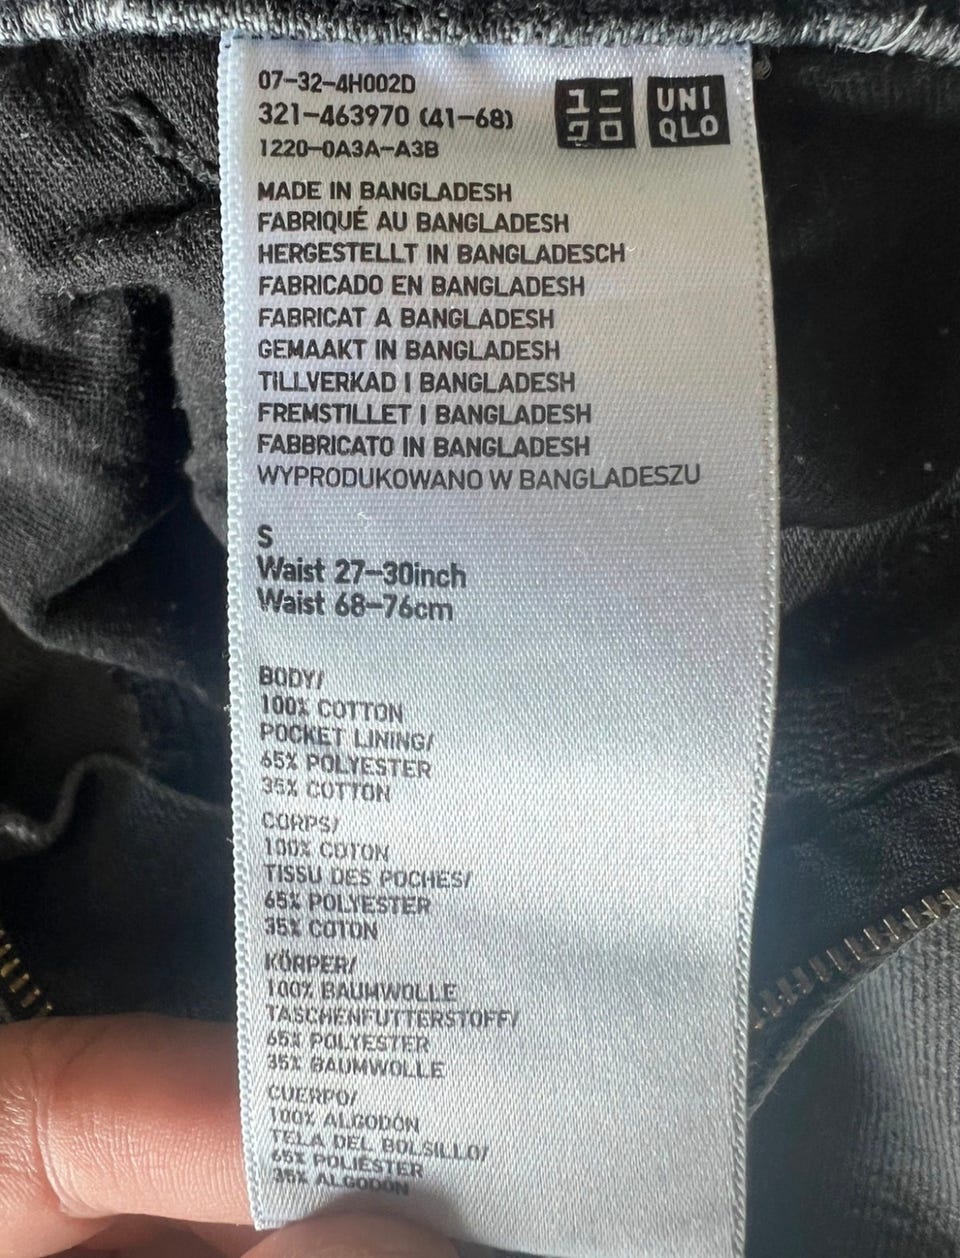 07-32-4H002D
321-463970 (41-68)
1220-0A3A-A3B
ユニ
クロ
UNI
QLO
MADE IN BANGLADESH
FABRIQUÉ AU BANGLADESH
HERGESTELLT IN BANGLADESCH
FABRICADO EN BANGLADESH
FABRICAT A BANGLADESH
GEMAAKT IN BANGLADESH
TILLVERKAD I BANGLADESH
FREMSTILLET I BANGLADESH
FABBRICATO IN BANGLADESH
WYPRODUKOWANO W BANGLADESZU
S
Waist 27-30inch
Waist 68-76cm
BODY/
100% COTTON
POCKET LINING/
65% POLYESTER
35% COTTON
CORPS/
100% COTON
TISSU DES POCHES/
65% POLYESTER
35% COTON
KÖRPER/
100% BAUMWOLLE
TASCHENFUTTERSTOFF/
65% POLYESTER
35% BAUMWOLLE
CUERPO/
100% ALGODÓN
TELA DEL BOLSILLO/
65% POLIÉSTER
35% ALGODÓN